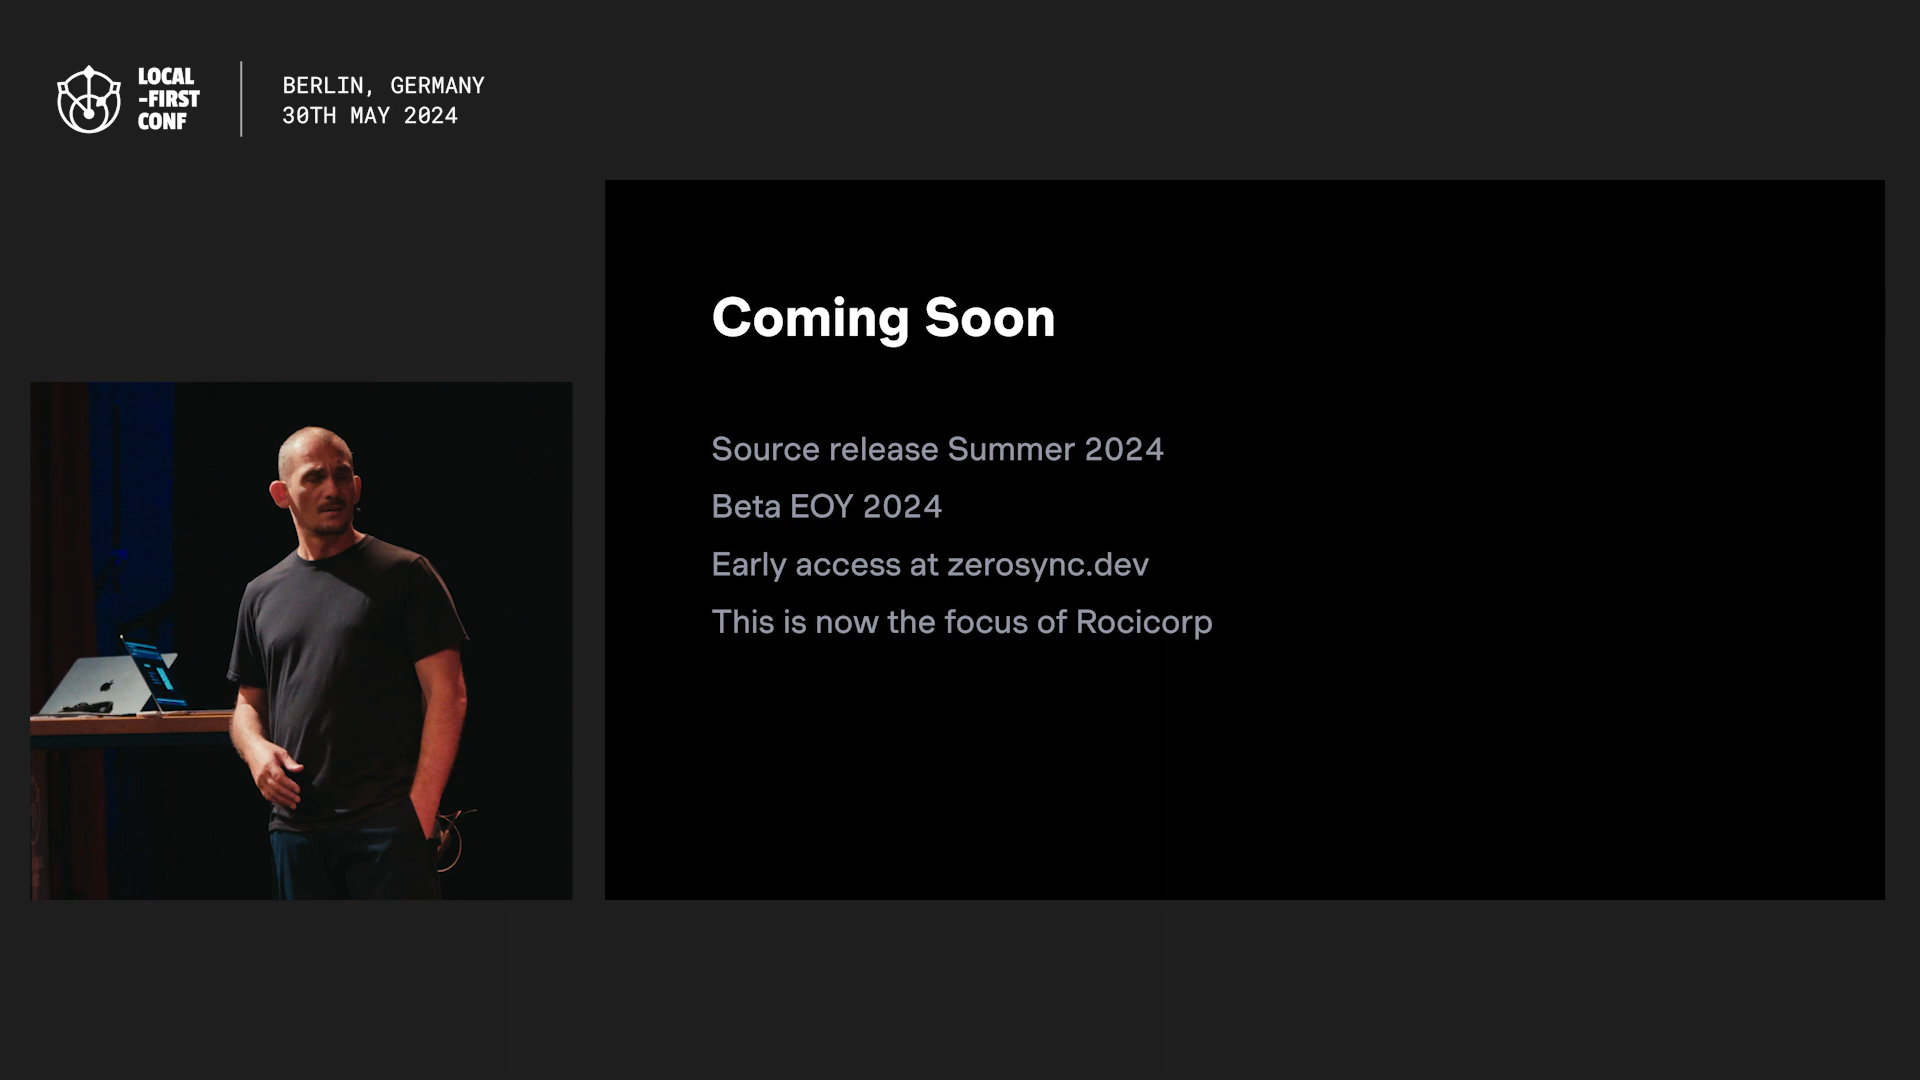 LOCAL
-FIRST
CONF
BERLIN, GERMANY
30TH MAY 2024
Coming Soon
Source release Summer 2024
Beta EOY 2024
Early access at zerosync.dev
This is now the focus of Rocicorp